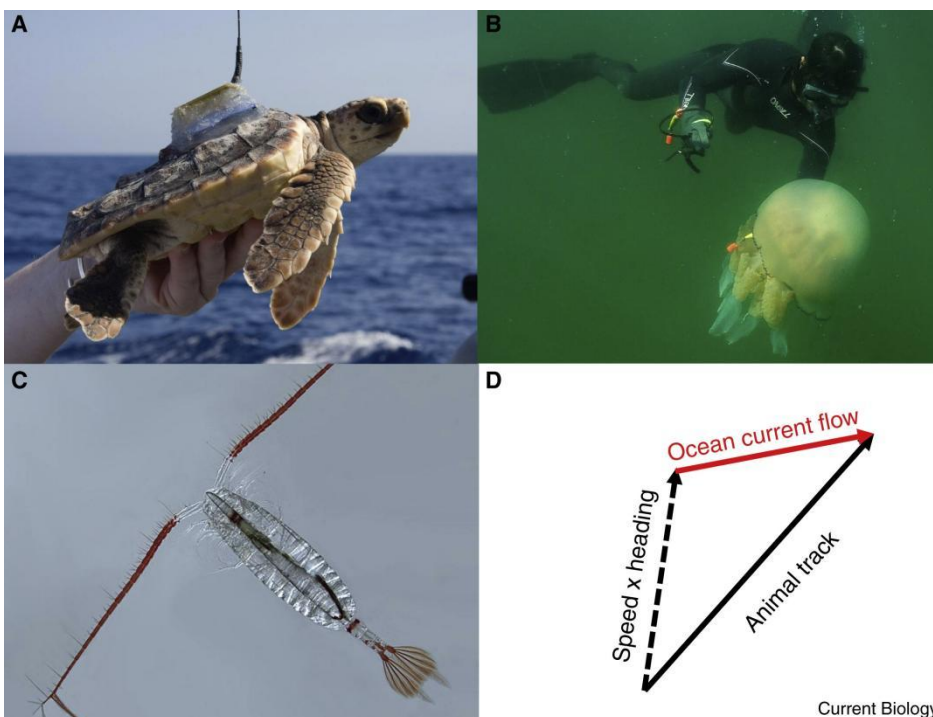 A
B
C
D
Ocean current flow
Speed x heading
Animal track
Current Biology